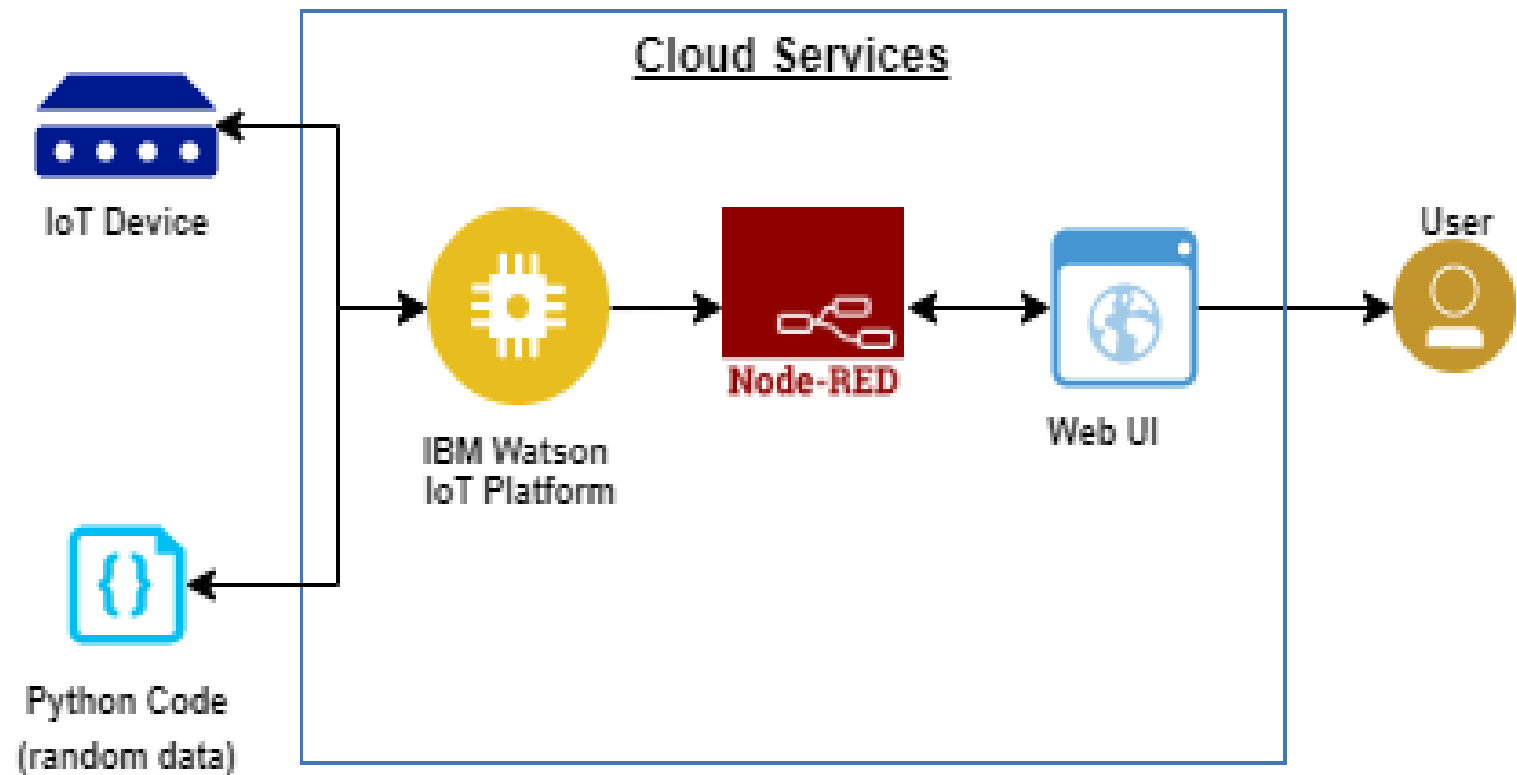 Cloud Services
IoT Device
User
Node-RED
Web UI
IBM Watson
IoT Platform
{}
Python Code
(random data)